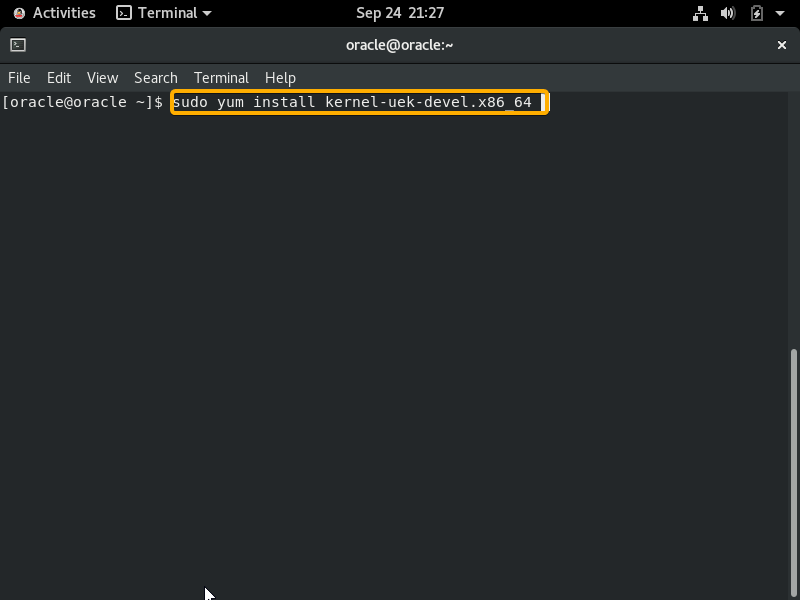 Activities Terminal Sep 24 21:27
oracle@oracle:~
File Edit View Search Terminal Help
[oracle@oracle ~]$ sudo yum install kernel-uek-devel.x86_64